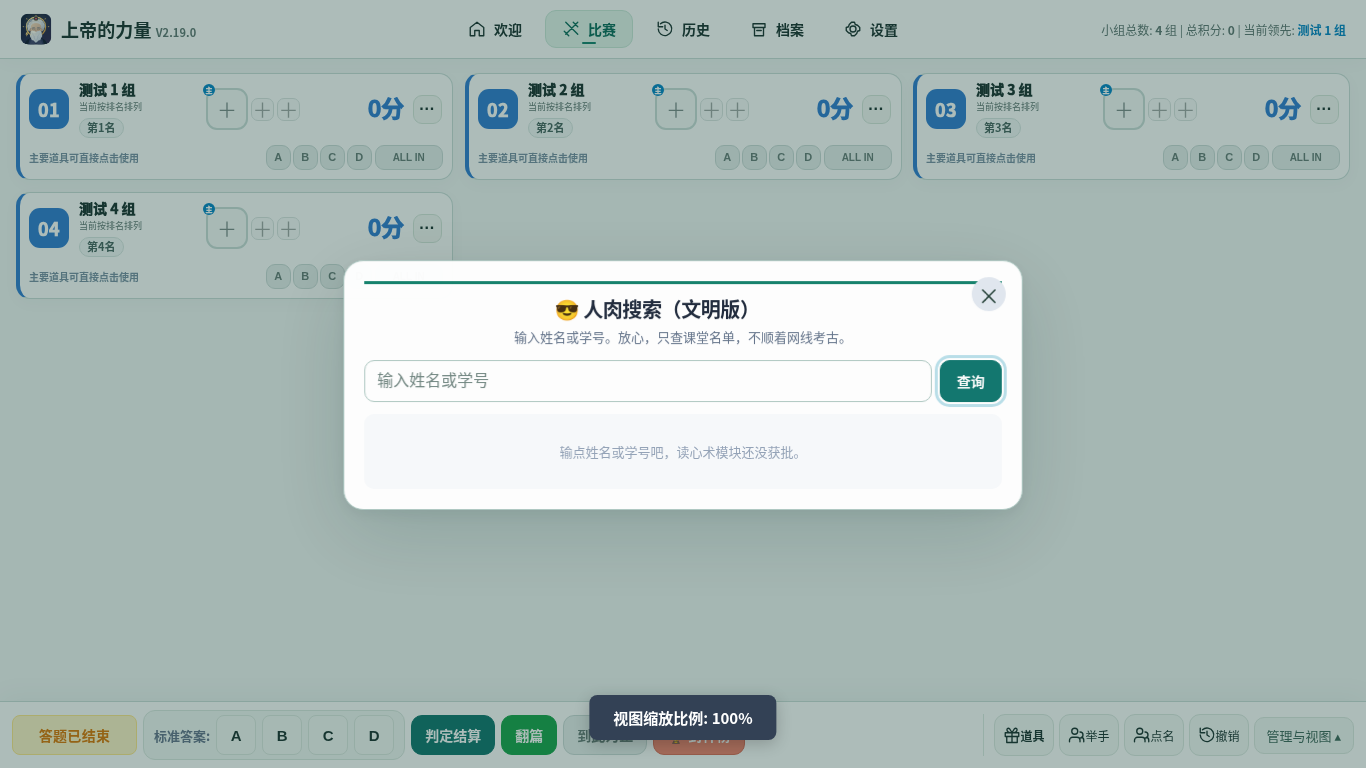 上帝的力量 V2.19.0
欢迎
比赛
历史
档案
设置
小组总数: 4 组 | 总积分: 0 | 当前领先: 测试 1 组
01
测试 1 组
当前按排名排列
第1名
主
0分
主要道具可直接点击使用
A B C D ALL IN
02
测试 2 组
当前按排名排列
第2名
主
0分
主要道具可直接点击使用
A B C D ALL IN
03
测试 3 组
当前按排名排列
第3名
主
0分
主要道具可直接点击使用
A B C D ALL IN
04
测试 4 组
当前按排名排列
第4名
主
0分
主要道具可直接点击使用
A B C
😎 人肉搜索（文明版）
输入姓名或学号。放心，只查课堂名单，不顺着网线考古。
输入姓名或学号
查询
输点姓名或学号吧，读心术模块还没获批。
视图缩放比例: 100%
答题已结束
标准答案: A B C D
判定结算
翻篇
道具
举手
点名
撤销
管理与视图 ▴